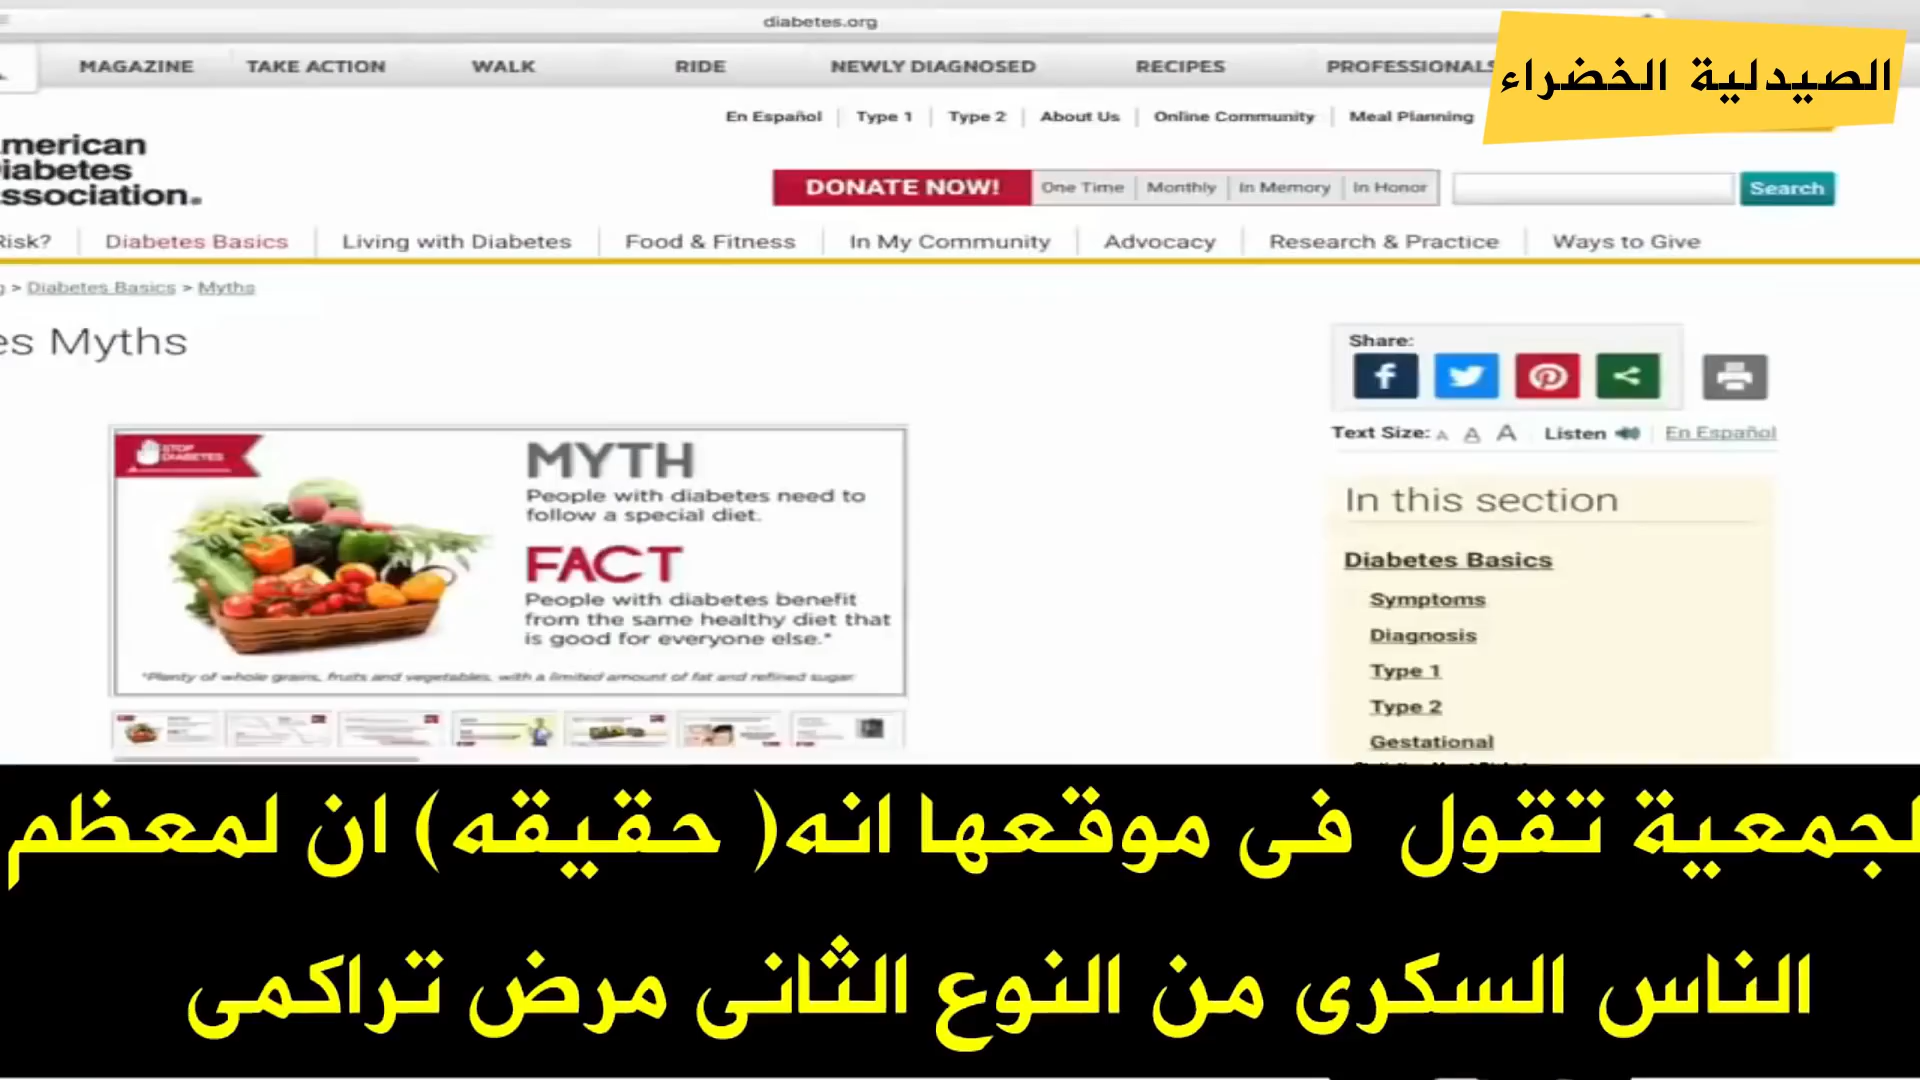 diabetes.org
MAGAZINE TAKE ACTION WALK RIDE NEWLY DIAGNOSED RECIPES PROFESSIONALS
الصيدلية الخضراء
En Español Type 1 Type 2 About Us Online Community Meal Planning
merican
iabetes
ssociation.
DONATE NOW! One Time Monthly In Memory In Honor Search
Risk? Diabetes Basics Living with Diabetes Food & Fitness In My Community Advocacy Research & Practice Ways to Give
> Diabetes Basics > Myths
es Myths
STOP
DIABETES
MYTH
People with diabetes need to
follow a special diet.
FACT
People with diabetes benefit
from the same healthy diet that
is good for everyone else.*
*Plenty of whole grains, fruits and vegetables, with a limited amount of fat and refined sugar
Share:
Text Size: A A A Listen En Español
In this section
Diabetes Basics
Symptoms
Diagnosis
Type 1
Type 2
Gestational
لجمعية تقول فى موقعها انه( حقيقه) ان لمعظم
الناس السكرى من النوع الثانى مرض تراكمى